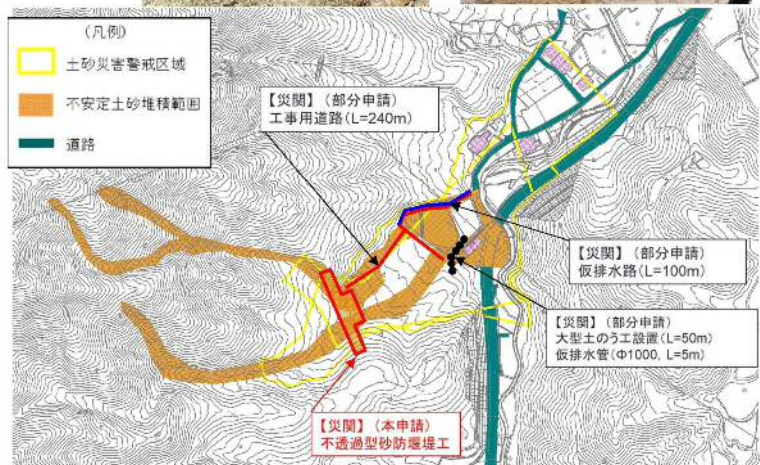 (凡例)
土砂災害警戒区域
不安定土砂堆積範囲
道路
【災関】(部分申請)
工事用道路(L=240m)
【災関】(部分申請)
仮排水路(L=100m)
【災関】(部分申請)
大型土のう工設置(L=50m)
仮排水管(Φ1000, L=5m)
【災関】(本申請)
不透過型砂防堰堤工